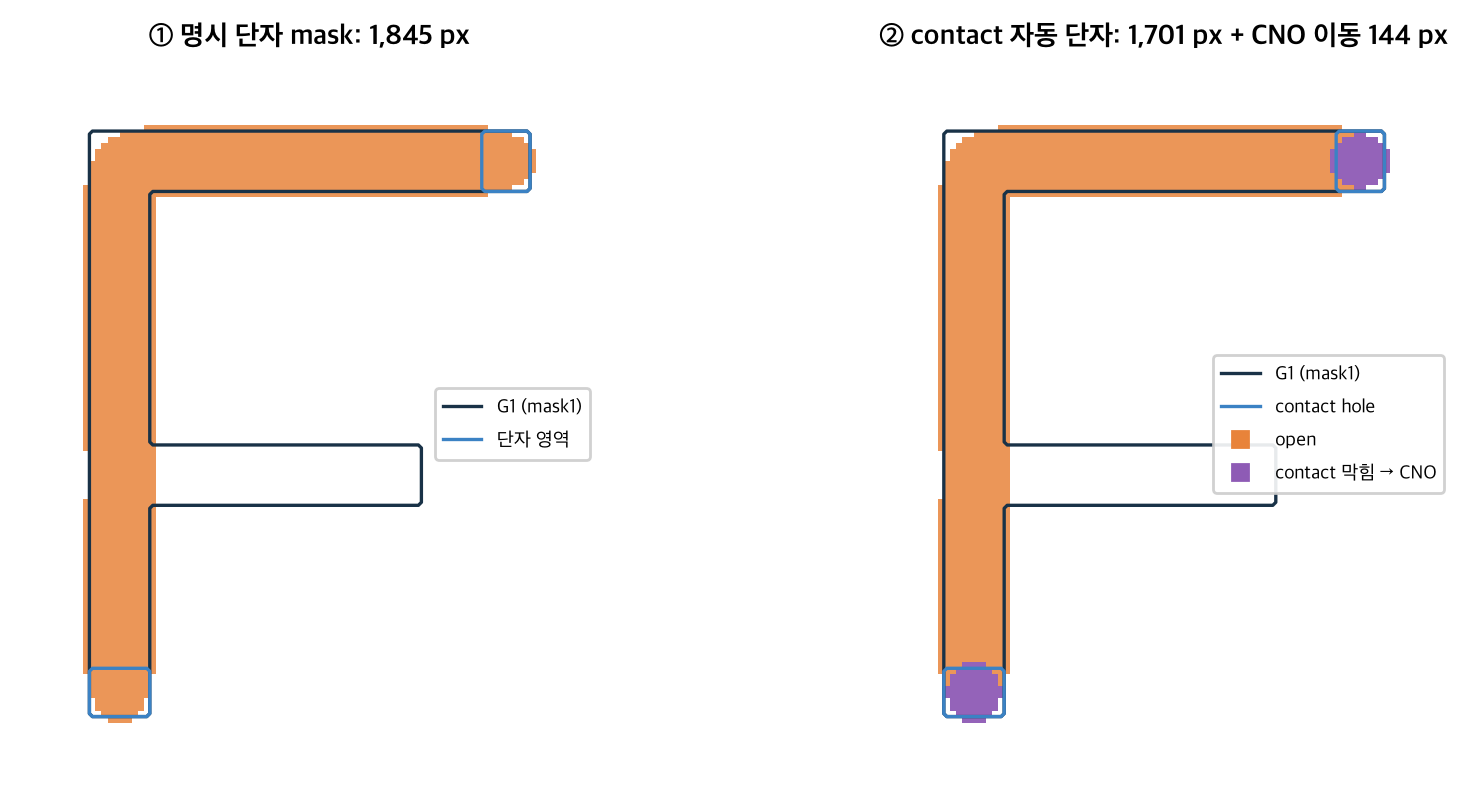 ① 명시 단자 mask: 1,845 px
② contact 자동 단자: 1,701 px + CNO 이동 144 px
G1 (mask1)
단자 영역
G1 (mask1)
contact hole
open
contact 막힘 → CNO